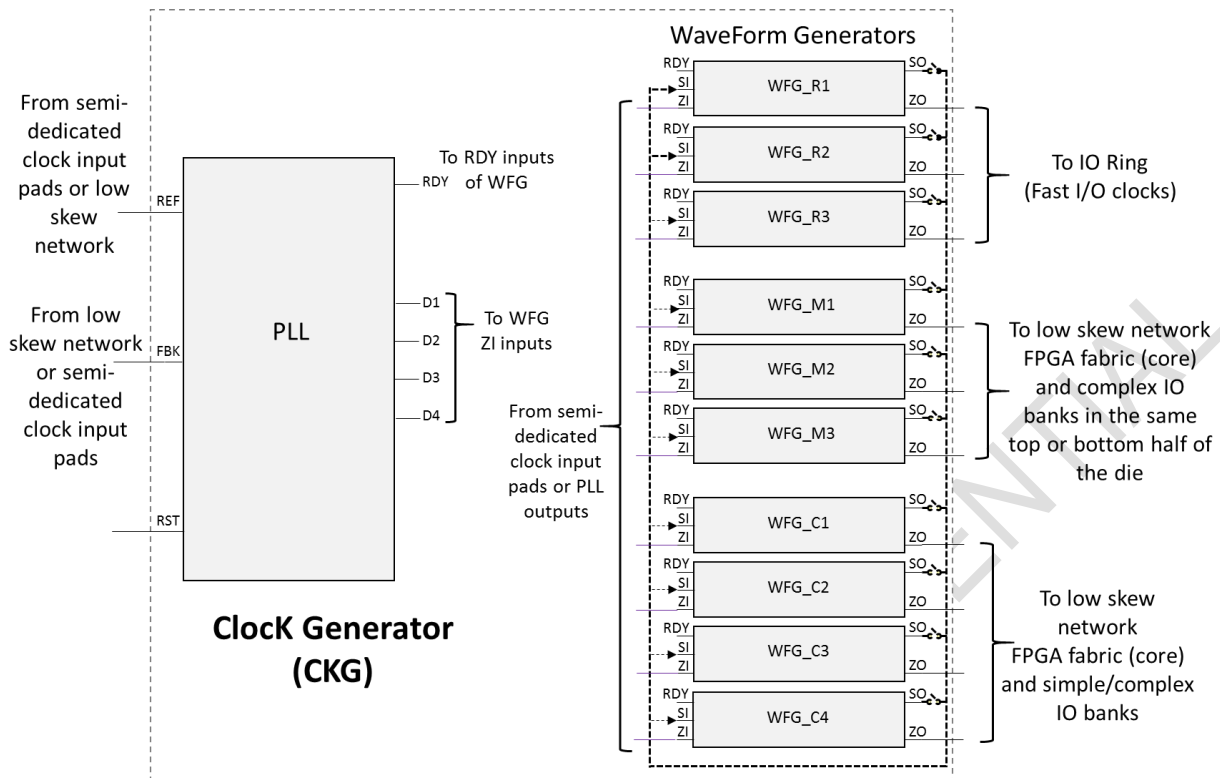 WaveForm Generators
From semi-
dedicated
clock input
pads or low
skew
network
REF
From low
skew network
or semi-
dedicated
clock input
pads
FBK
RST
PLL
RDY
To RDY inputs
of WFG
D1
D2
D3
D4
To WFG
ZI inputs
ClocK Generator
(CKG)
From semi-
dedicated
clock input
pads or PLL
outputs
RDY
SI
ZI
WFG_R1
SO
ZO
RDY
SI
ZI
WFG_R2
SO
ZO
RDY
SI
ZI
WFG_R3
SO
ZO
To IO Ring
(Fast I/O clocks)
RDY
SI
ZI
WFG_M1
SO
ZO
RDY
SI
ZI
WFG_M2
SO
ZO
RDY
SI
ZI
WFG_M3
SO
ZO
To low skew network
FPGA fabric (core)
and complex IO
banks in the same
top or bottom half of
the die
RDY
SI
ZI
WFG_C1
SO
ZO
RDY
SI
ZI
WFG_C2
SO
ZO
RDY
SI
ZI
WFG_C3
SO
ZO
RDY
SI
ZI
WFG_C4
SO
ZO
To low skew
network
FPGA fabric (core)
and simple/complex
IO banks
ENTIAL